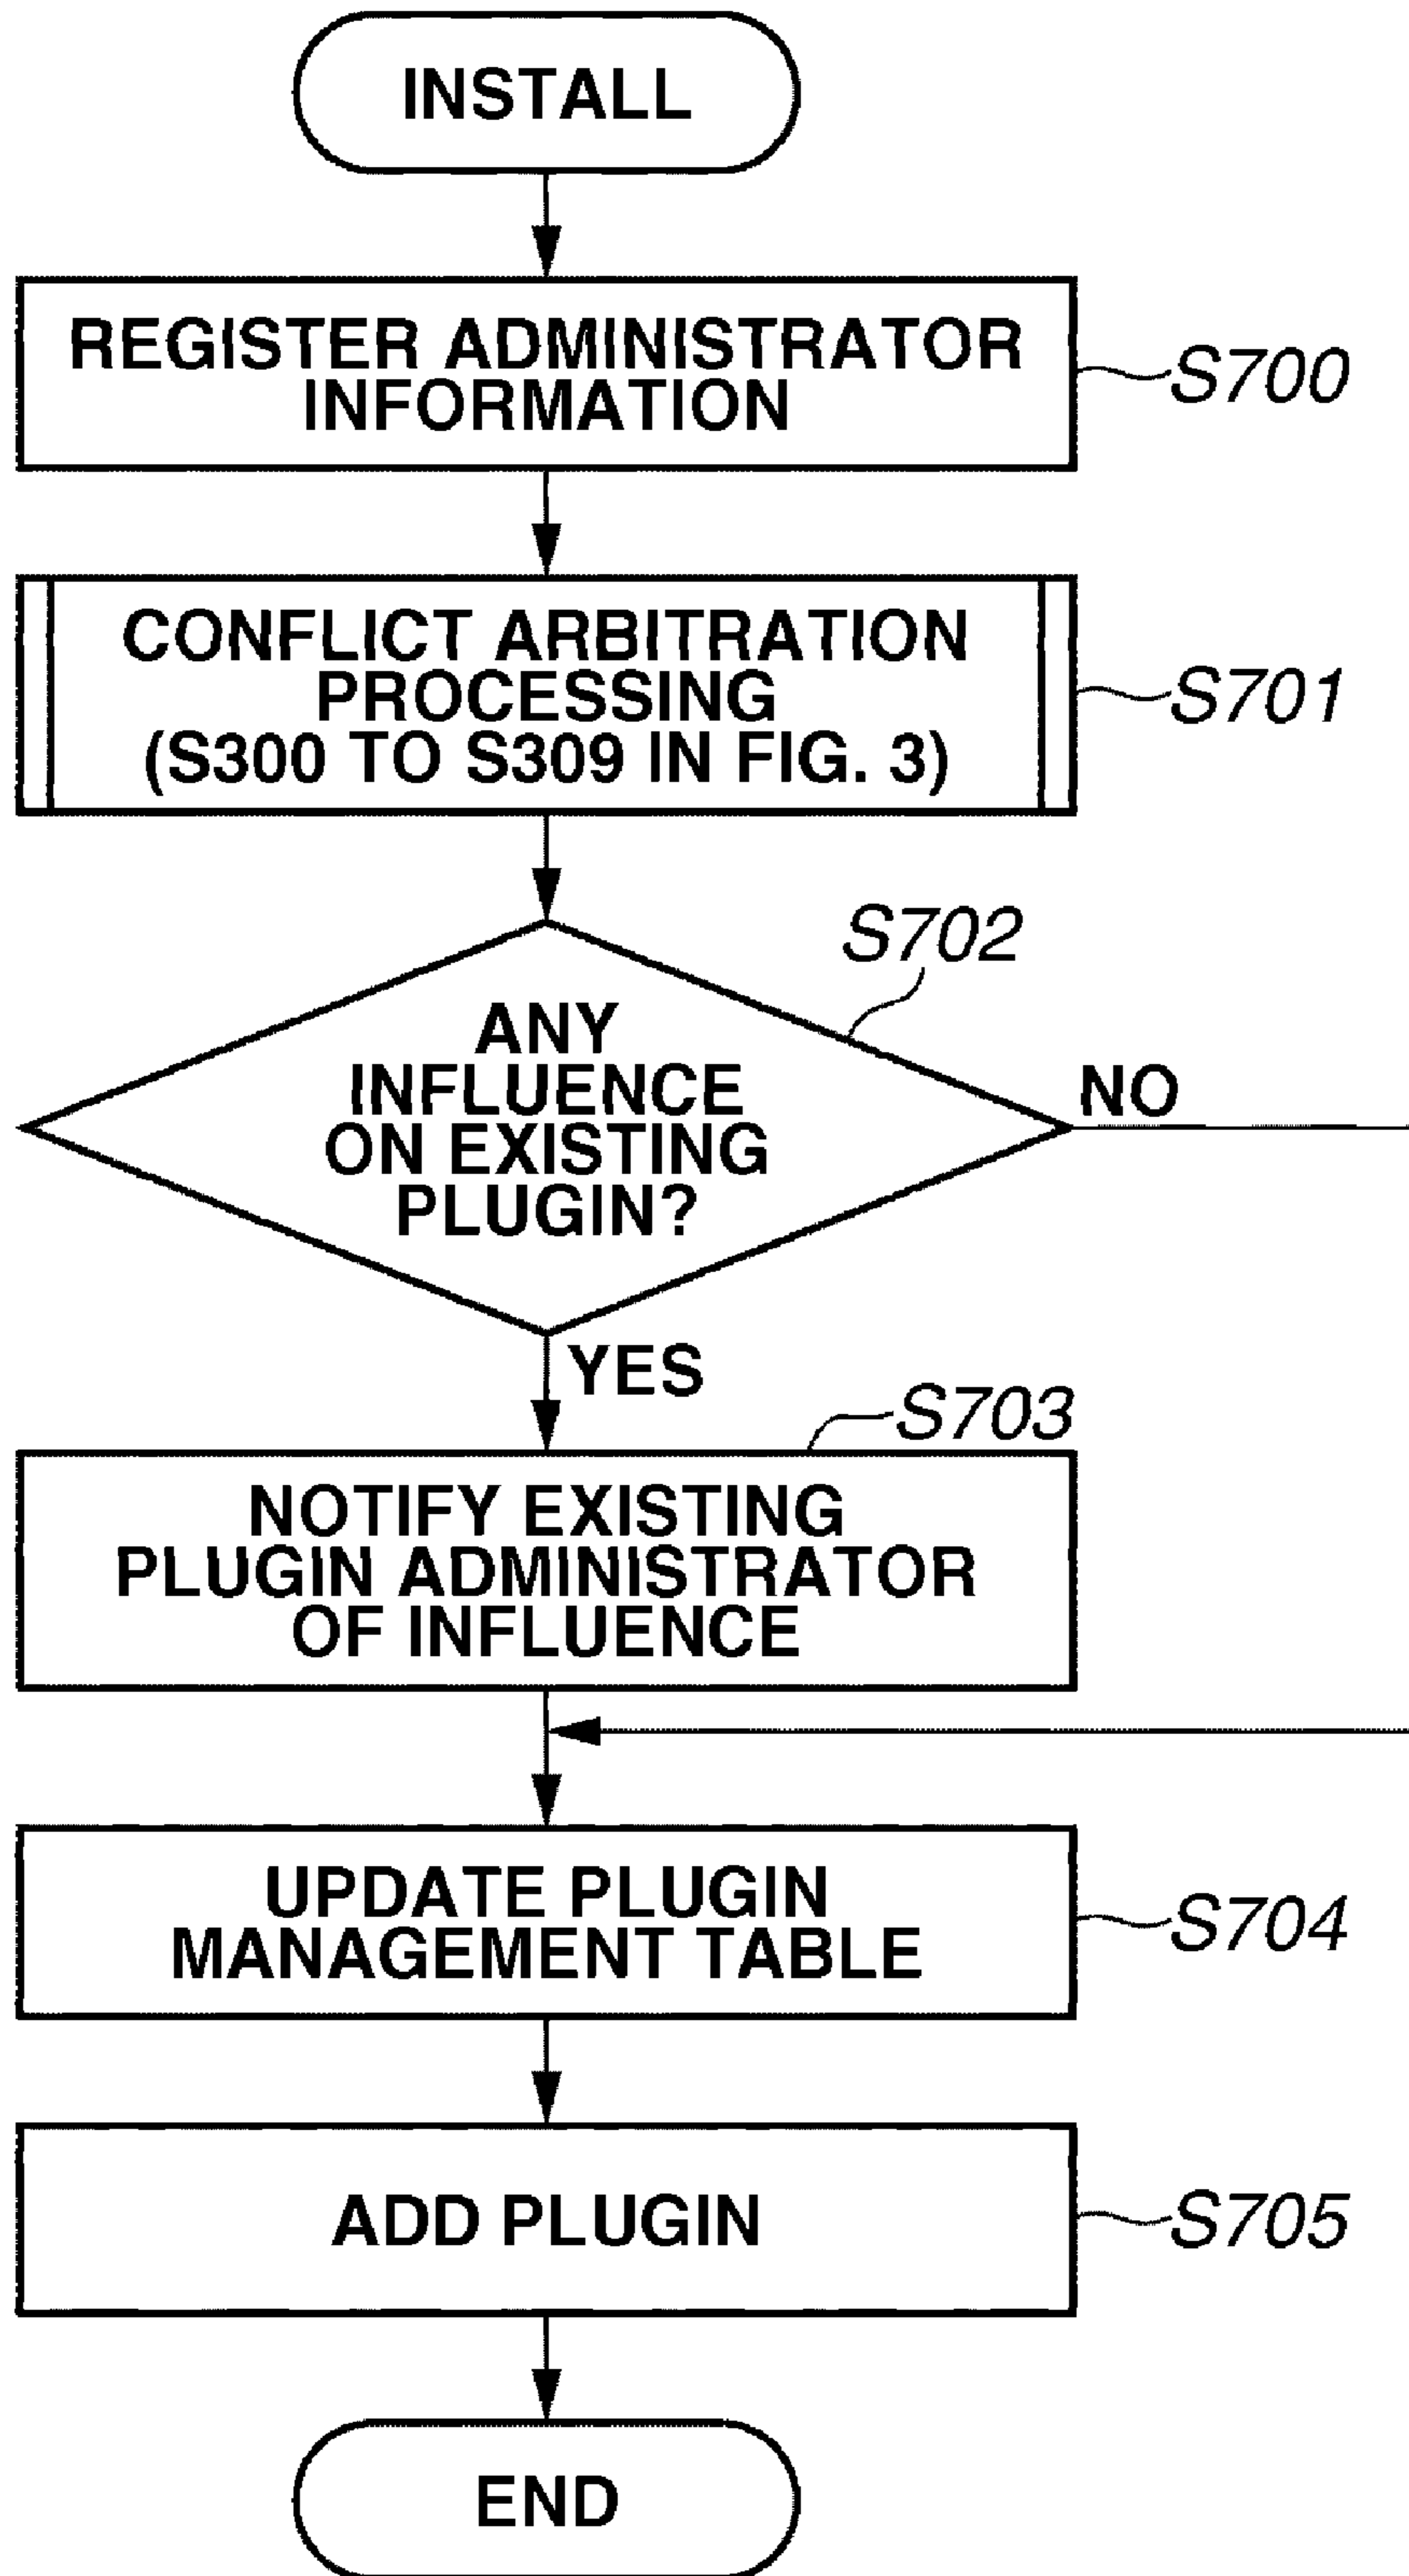 INSTALL
REGISTER ADMINISTRATOR
INFORMATION
S700
CONFLICT ARBITRATION
PROCESSING
(S300 TO S309 IN FIG. 3)
S701
S702
ANY
INFLUENCE
ON EXISTING
PLUGIN?
NO
YES
S703
NOTIFY EXISTING
PLUGIN ADMINISTRATOR
OF INFLUENCE
UPDATE PLUGIN
MANAGEMENT TABLE
S704
ADD PLUGIN
S705
END